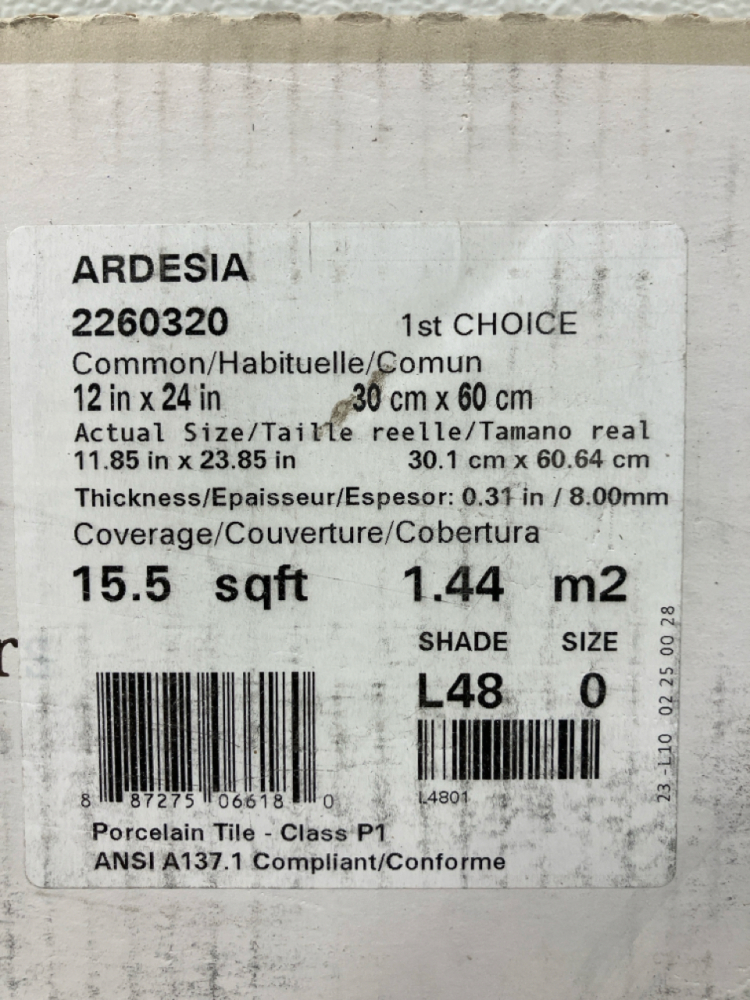 ARDESIA
2260320 1st CHOICE
Common/Habituelle/Comun
12 in x 24 in 30 cm x 60 cm
Actual Size/Taille reelle/Tamano real
11.85 in x 23.85 in 30.1 cm x 60.64 cm
Thickness/Epaisseur/Espesor: 0.31 in / 8.00mm
Coverage/Couverture/Cobertura
15.5 sqft 1.44 m2
SHADE SIZE
L48 0
8 87275 06618 0
L4801
23 -L10 02 25 00 28
Porcelain Tile - Class P1
ANSI A137.1 Compliant/Conforme
r